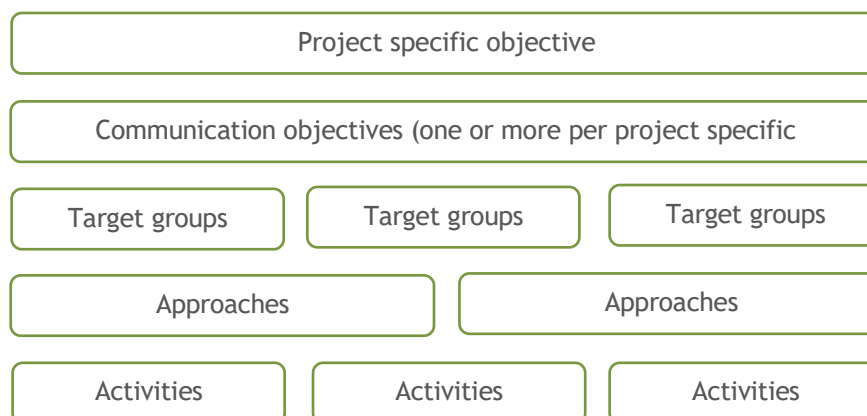 Project specific objective
Communication objectives (one or more per project specific
Target groups
Target groups
Target groups
Approaches
Approaches
Activities
Activities
Activities